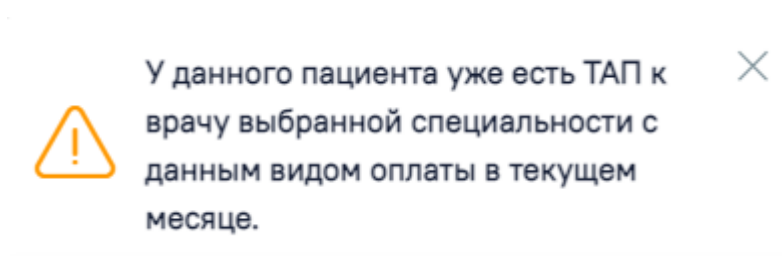 У данного пациента уже есть ТАП к
врачу выбранной специальности с
данным видом оплаты в текущем
месяце.